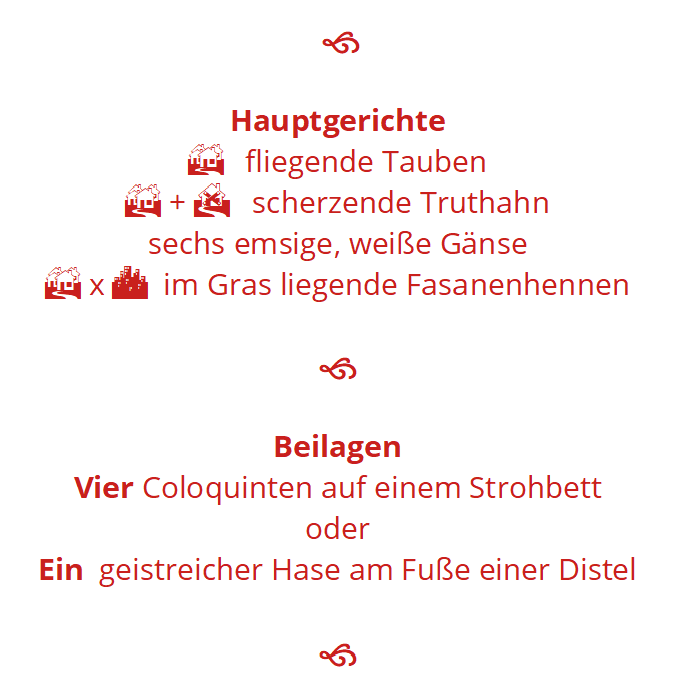 Hauptgerichte
fliegende Tauben
+ scherzende Truthahn
sechs emsige, weiße Gänse
x im Gras liegende Fasanenhennen
Beilagen
Vier Coloquinten auf einem Strohbett
oder
Ein geistreicher Hase am Fuße einer Distel